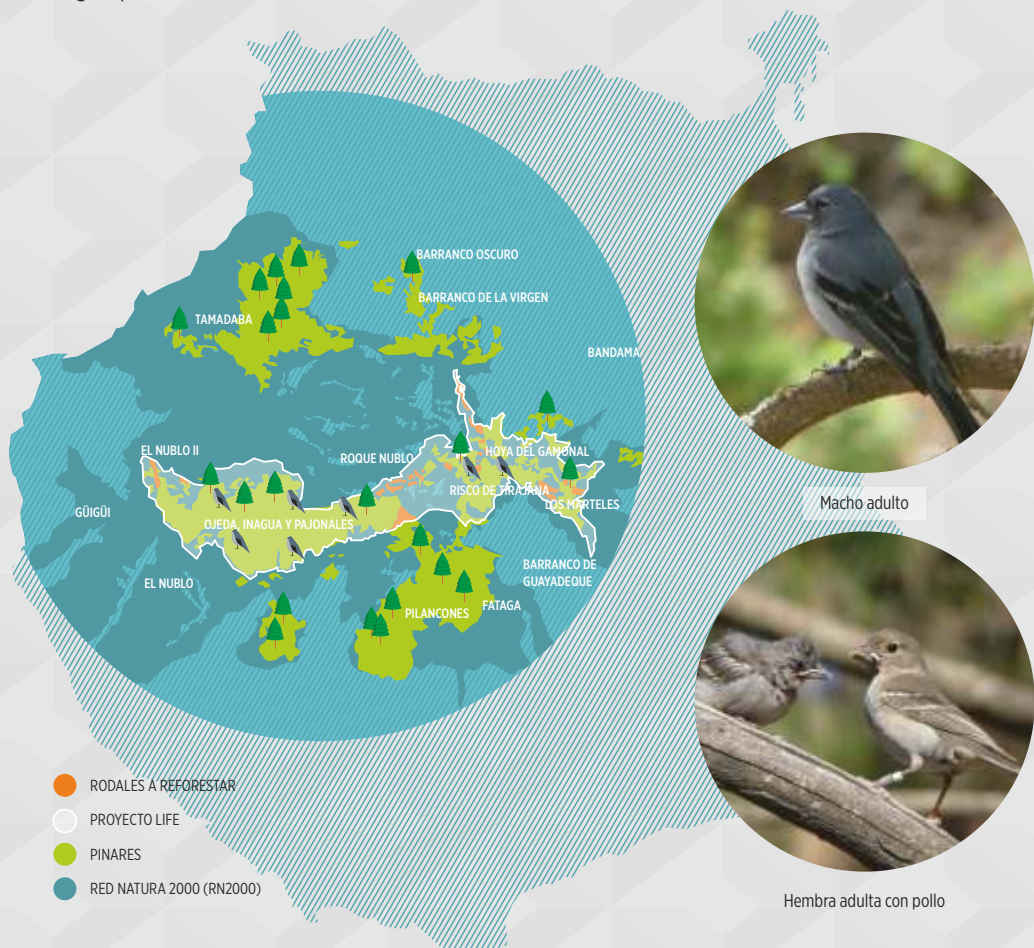 BARRANCO OSCURO
BARRANCO DE LA VIRGEN
TAMADABA
BANDAMA
EL NUBLO II
ROQUE NUBLO
HOYA DEL GAMONAL
RISCO DE TIRAJANA
LOS MARTELES
GÜIGÜI
OJEDA, INAGUA Y PAJONALES
EL NUBLO
BARRANCO DE
GUAYADEQUE
PILANCONES
FATAGA
Macho adulto
Hembra adulta con pollo
RODALES A REFORESTAR
PROYECTO LIFE
PINARES
RED NATURA 2000 (RN2000)